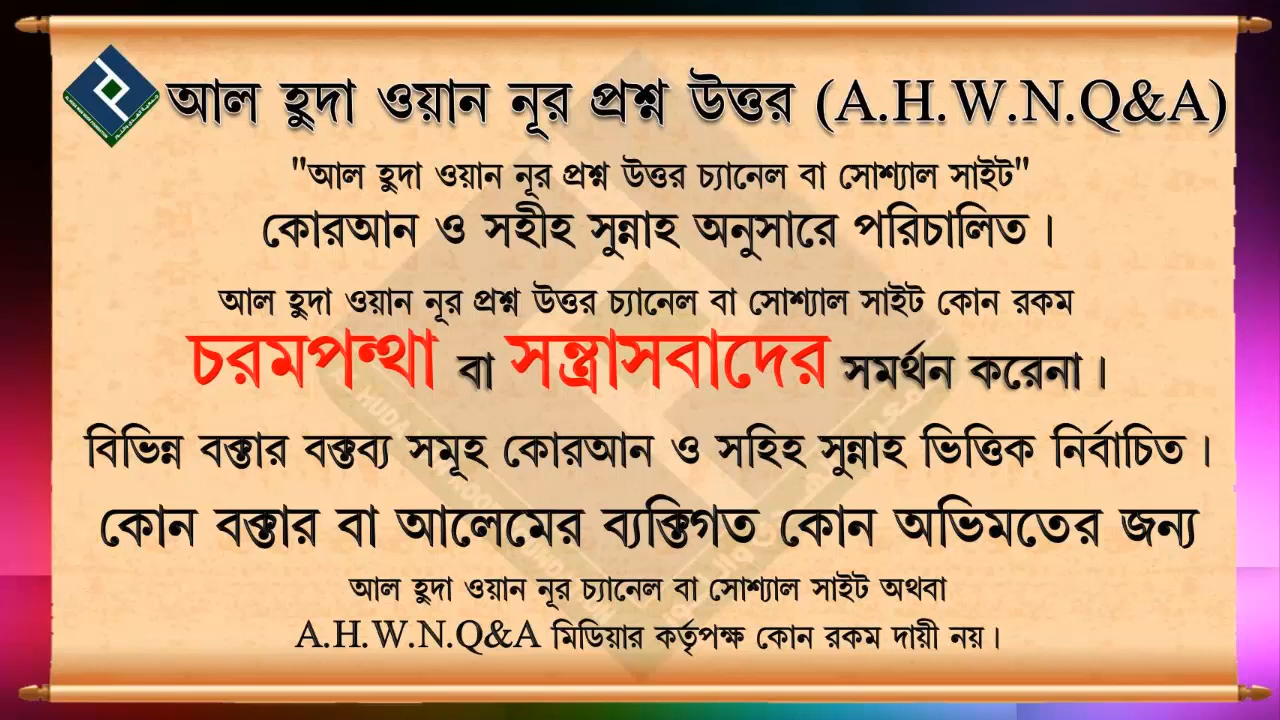 আল হুদা ওয়ান নূর প্রশ্ন উত্তর (A.H.W.N.Q&A)
"আল হুদা ওয়ান নূর প্রশ্ন উত্তর চ্যানেল বা সোশ্যাল সাইট"
কোরআন ও সহীহ সুন্নাহ অনুসারে পরিচালিত।
আল হুদা ওয়ান নূর প্রশ্ন উত্তর চ্যানেল বা সোশ্যাল সাইট কোন রকম
চরমপন্থা বা সন্ত্রাসবাদের সমর্থন করেনা।
বিভিন্ন বক্তার বক্তব্য সমূহ কোরআন ও সহিহ সুন্নাহ ভিত্তিক নির্বাচিত।
কোন বক্তার বা আলেমের ব্যক্তিগত কোন অভিমতের জন্য
আল হুদা ওয়ান নূর চ্যানেল বা সোশ্যাল সাইট অথবা
A.H.W.N.Q&A মিডিয়ার কর্তৃপক্ষ কোন রকম দায়ী নয়।